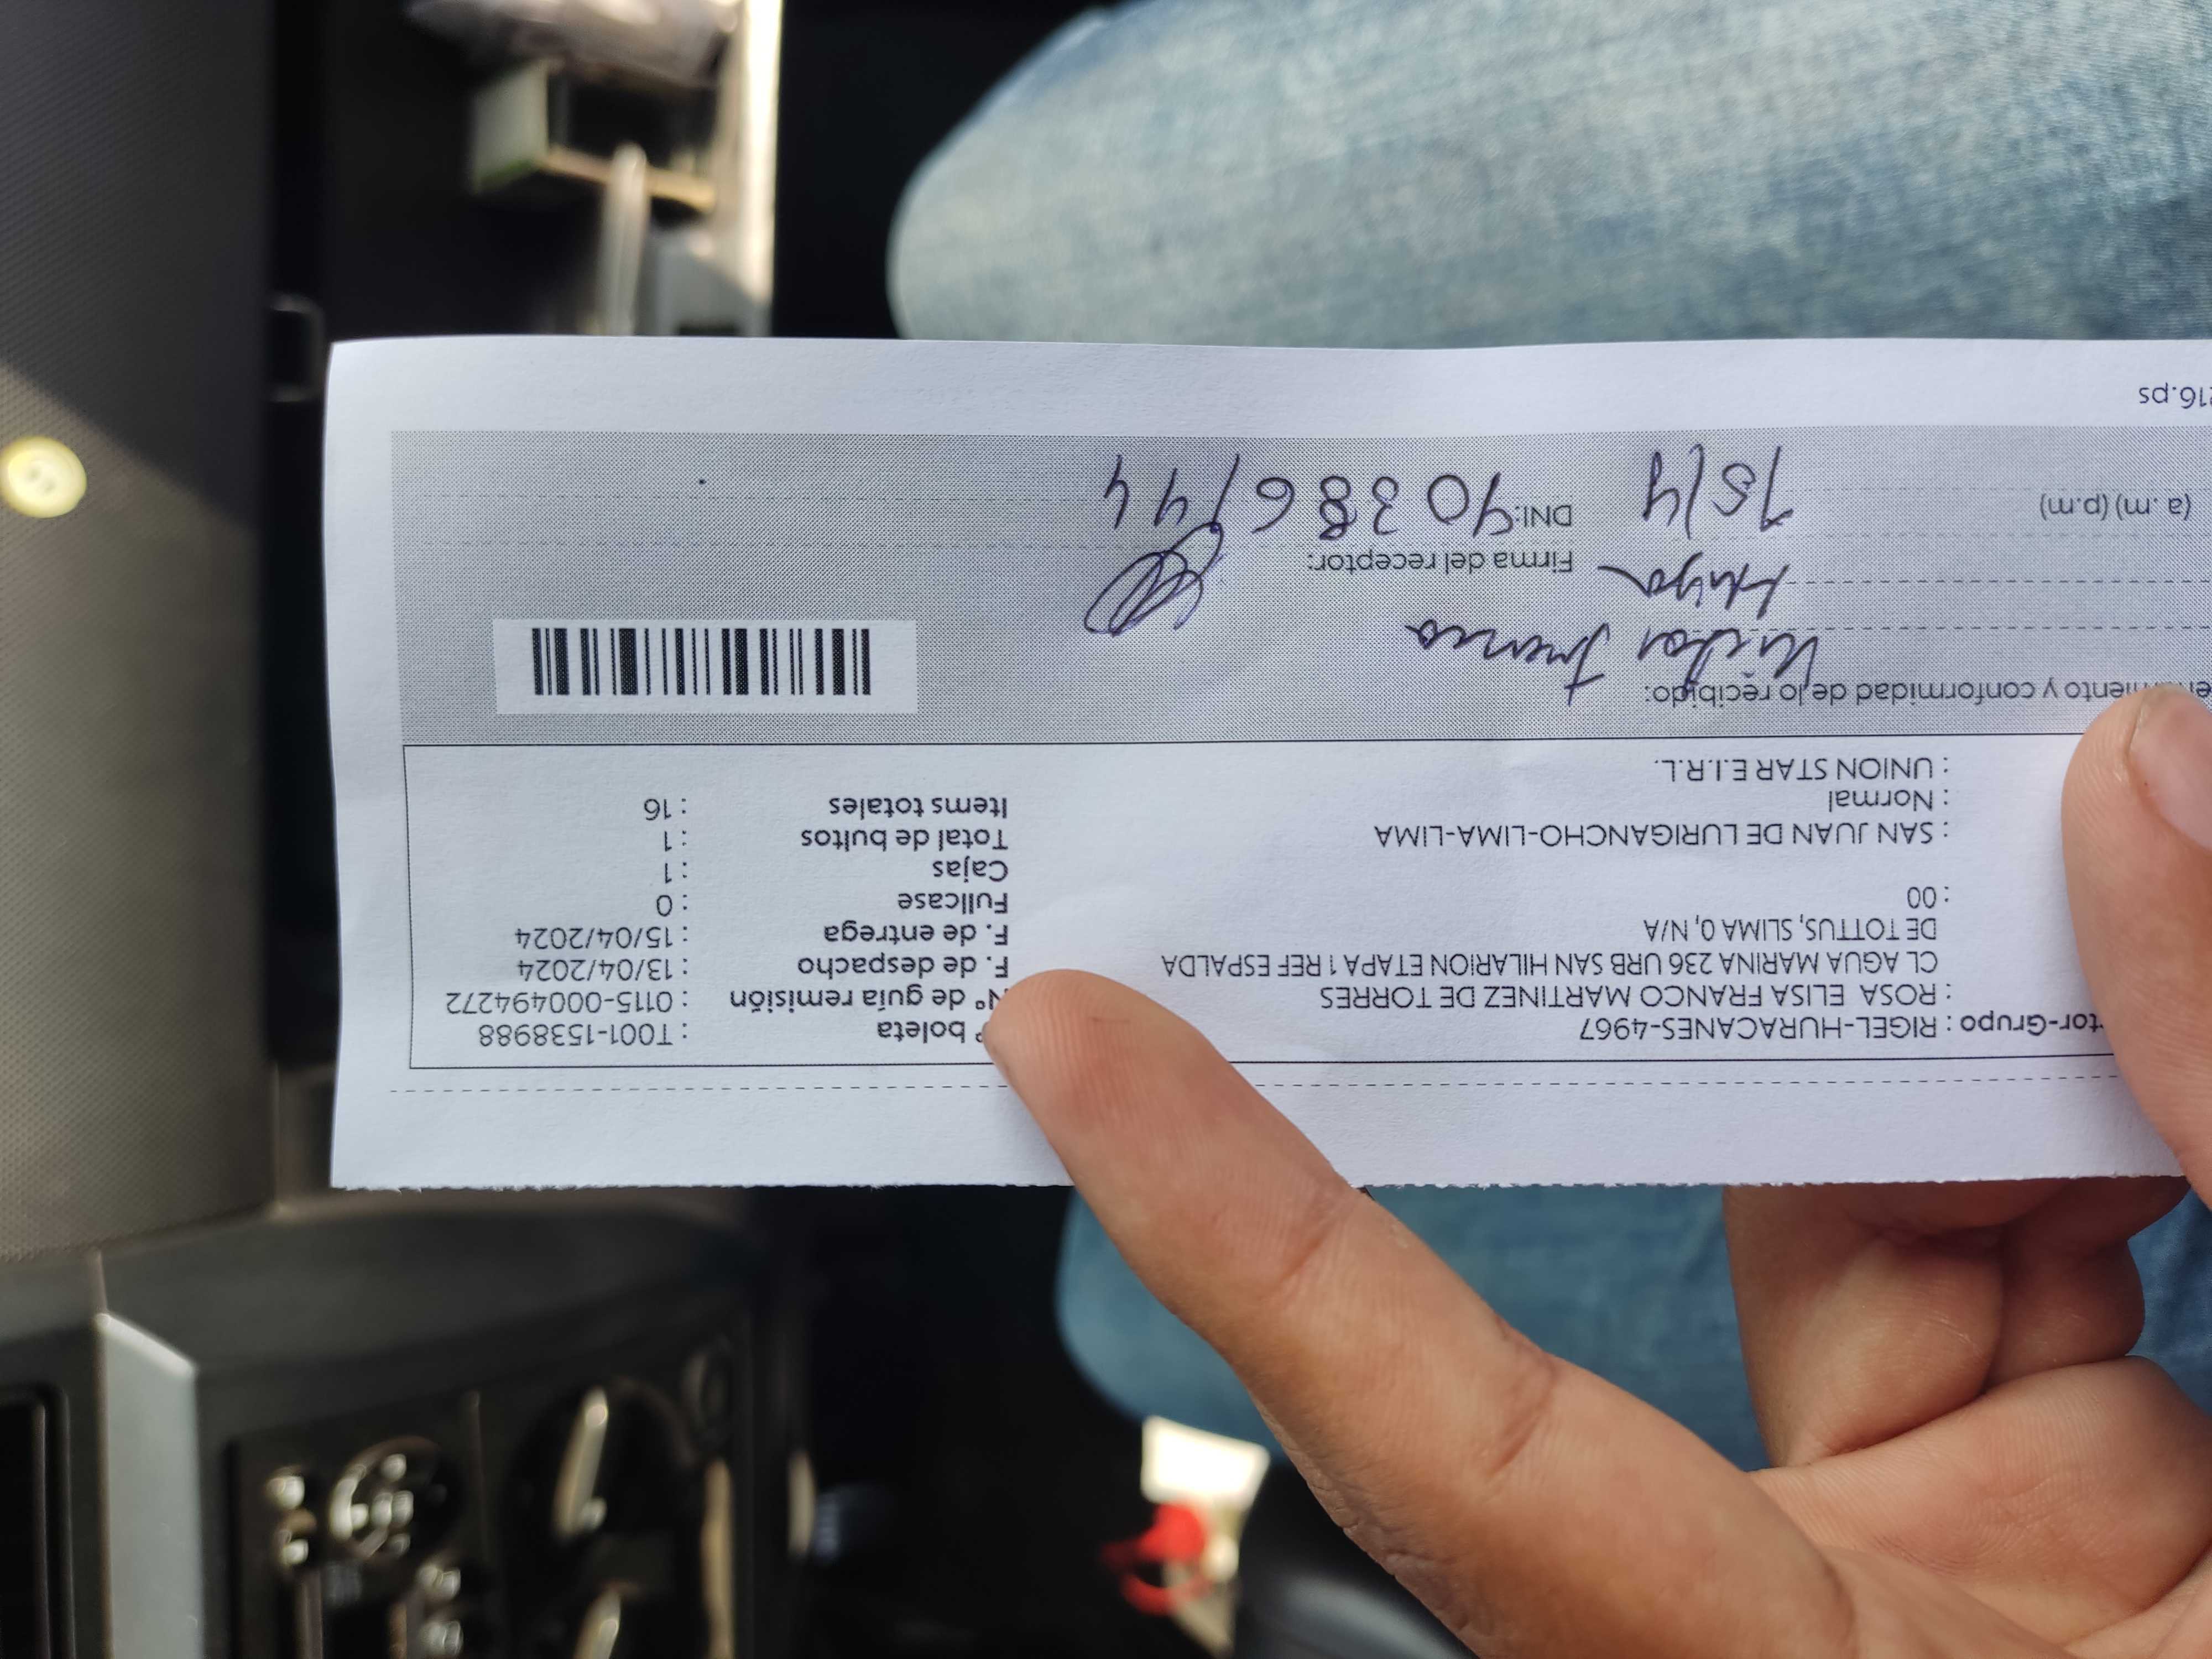 tor-Grupo : RIGEL-HURACANES-4967
: ROSA ELISA FRANCO MARTINEZ DE TORRES
CL AGUA MARINA 236 URB SAN HILARION ETAPA 1 REF ESPALDA
DE TOTTUS, SLIMA 0, N/A
: 00
: SAN JUAN DE LURIGANCHO-LIMA-LIMA
: Normal
: UNION STAR E.I.R.L.
° boleta : T001-1538988
N° de guía remisión : 0115-000494272
F. de despacho : 13/04/2024
F. de entrega : 15/04/2024
Fullcase : 0
Cajas : 1
Total de bultos : 1
Items totales : 16
miento y conformidad de lo recibido:
Victor Franco
Firma del receptor:
(a. m) (p.m)
15/4
DNI:
216.ps